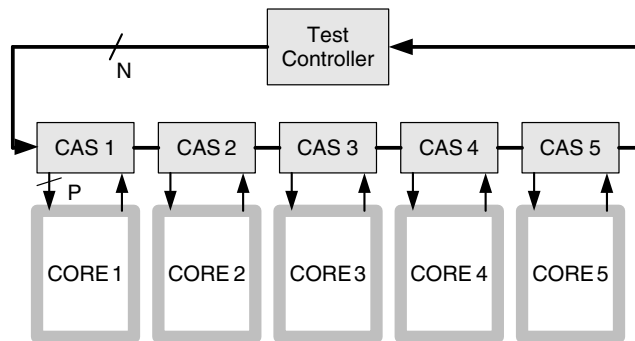 Test
Controller
N
CAS 1
CAS 2
CAS 3
CAS 4
CAS 5
P
CORE 1
CORE 2
CORE 3
CORE 4
CORE 5